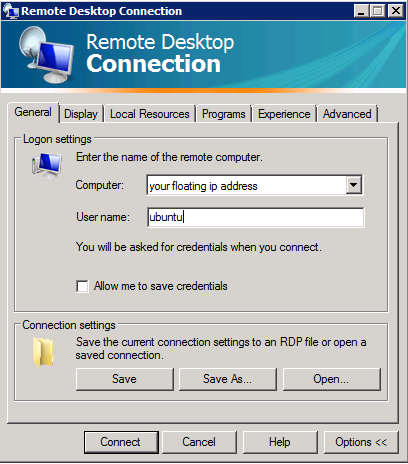 Remote Desktop Connection
Remote Desktop
Connection
General Display Local Resources Programs Experience Advanced
Logon settings
Enter the name of the remote computer.
Computer: your floating ip address
User name: ubuntu
You will be asked for credentials when you connect.
Allow me to save credentials
Connection settings
Save the current connection settings to an RDP file or open a
saved connection.
Save Save As... Open...
Connect Cancel Help Options <<